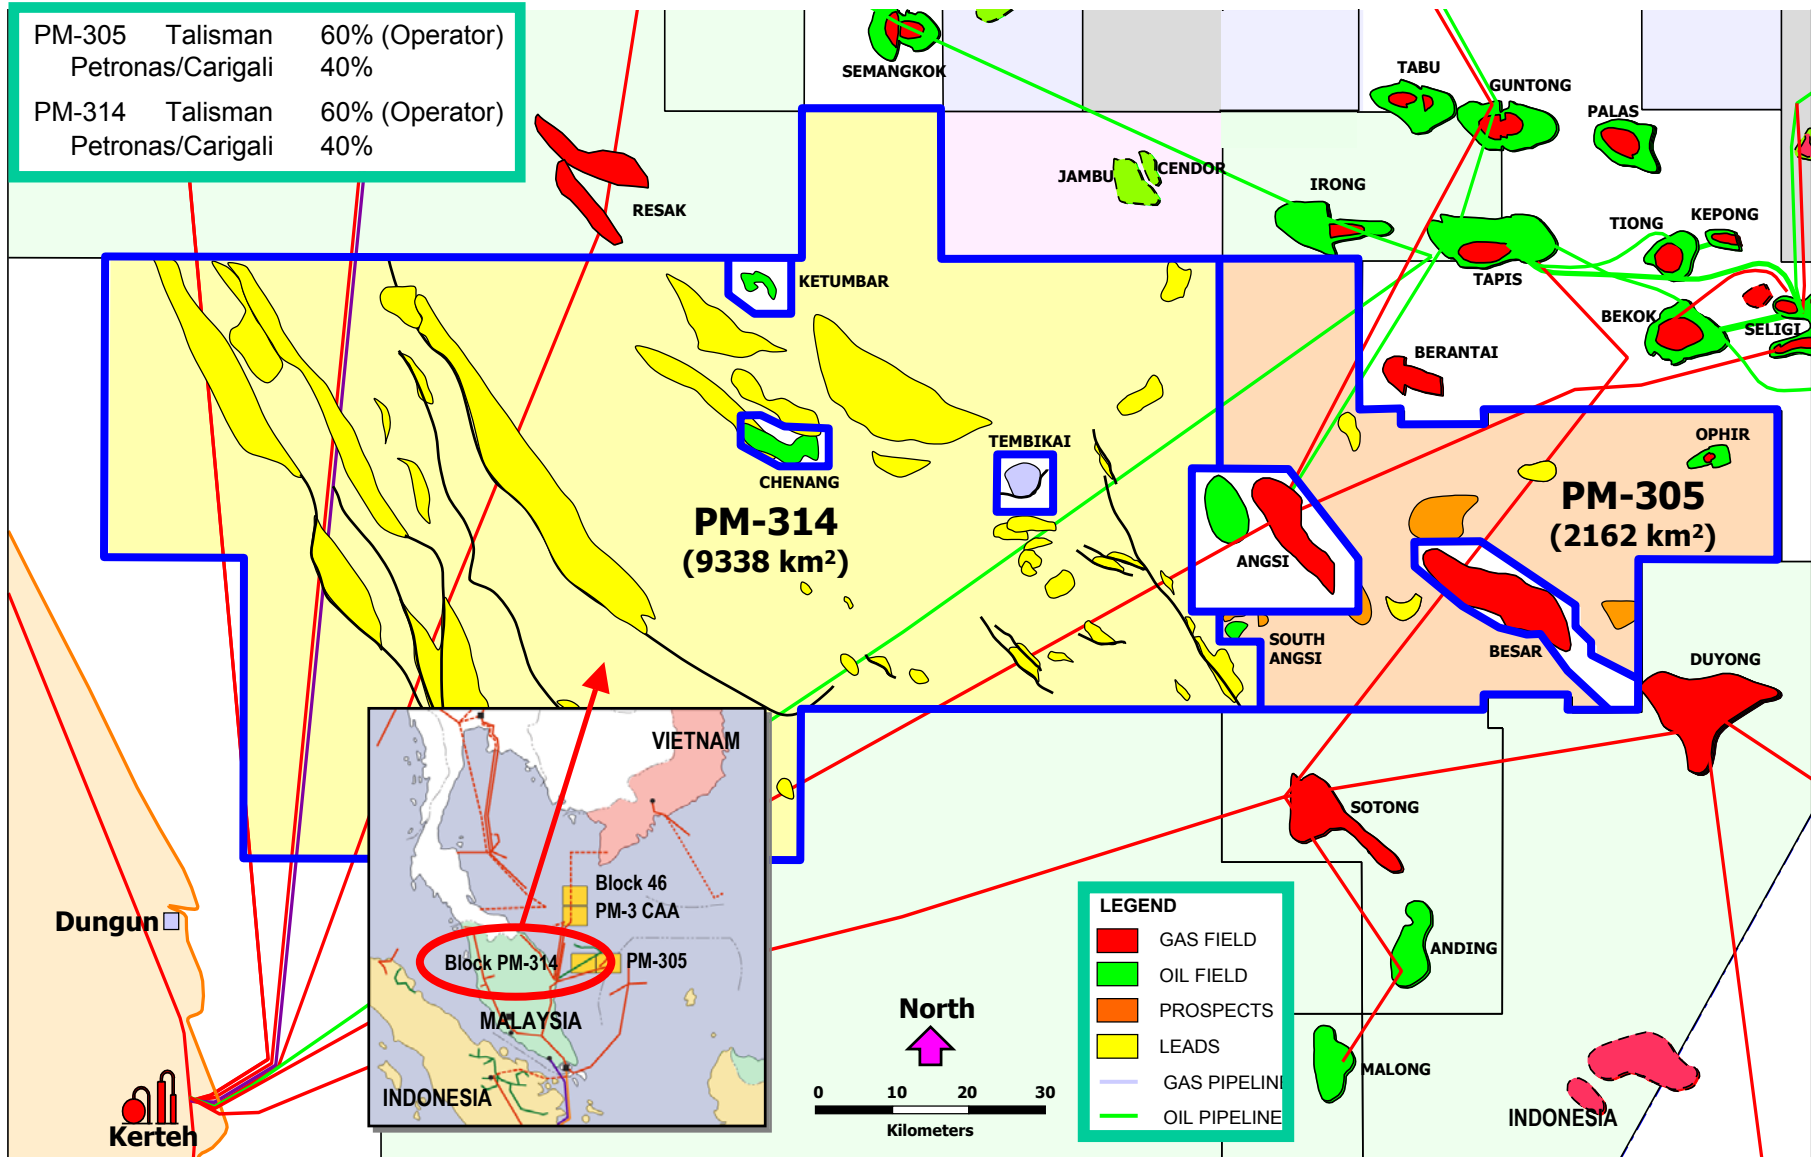 PM-305 Talisman 60% (Operator)
Petronas/Carigali 40%
PM-314 Talisman 60% (Operator)
Petronas/Carigali 40%
SEMANGKOK
TABU
GUNTONG
PALAS
RESAK
JAMBU
CENDOR
IRONG
TIONG
KEPONG
TAPIS
KETUMBAR
BEKOK
SELIGI
BERANTAI
TEMBIKAI
CHENANG
OPHIR
PM-314
(9338 km²)
PM-305
(2162 km²)
ANGSI
SOUTH
ANGSI
BESAR
DUYONG
SOTONG
ANDING
MALONG
INDONESIA
Dungun
Kerteh
VIETNAM
Block 46
PM-3 CAA
Block PM-314
PM-305
MALAYSIA
INDONESIA
North
0 10 20 30
Kilometers
LEGEND
GAS FIELD
OIL FIELD
PROSPECTS
LEADS
GAS PIPELINE
OIL PIPELINE